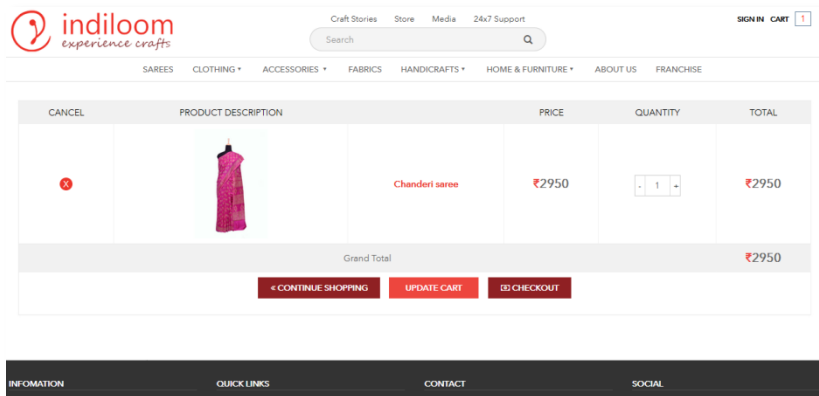 indiloom
experience crafts
Craft Stories Store Media 24x7 Support
SIGN IN CART 1
Search
SAREES CLOTHING ▾ ACCESSORIES ▾ FABRICS HANDICRAFTS ▾ HOME & FURNITURE ▾ ABOUT US FRANCHISE
CANCEL PRODUCT DESCRIPTION PRICE QUANTITY TOTAL
X Chanderi saree ₹2950 - 1 + ₹2950
Grand Total ₹2950
« CONTINUE SHOPPING UPDATE CART CHECKOUT
INFOMATION QUICK LINKS CONTACT SOCIAL